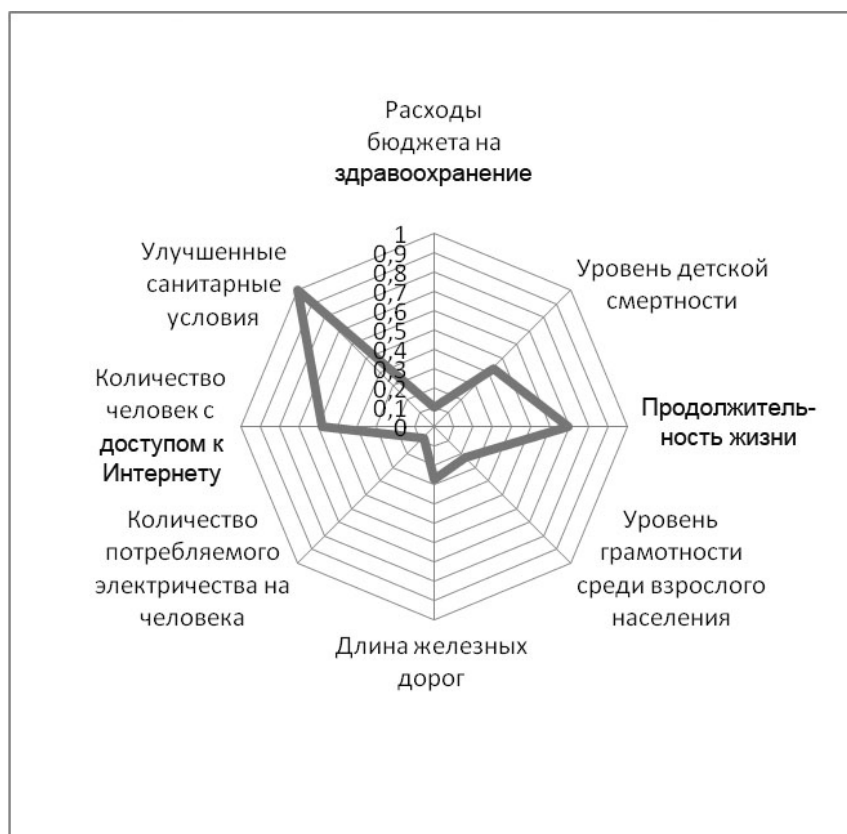 Расходы
бюджета на
здравоохранение
Уровень детской
смертности
Продолжитель-
ность жизни
Уровень
грамотности
среди взрослого
населения
Длина железных
дорог
Количество
потребляемого
электричества на
человека
Количество
человек с
доступом к
Интернету
Улучшенные
санитарные
условия
1
0,9
0,8
0,7
0,6
0,5
0,4
0,3
0,2
0,1
0